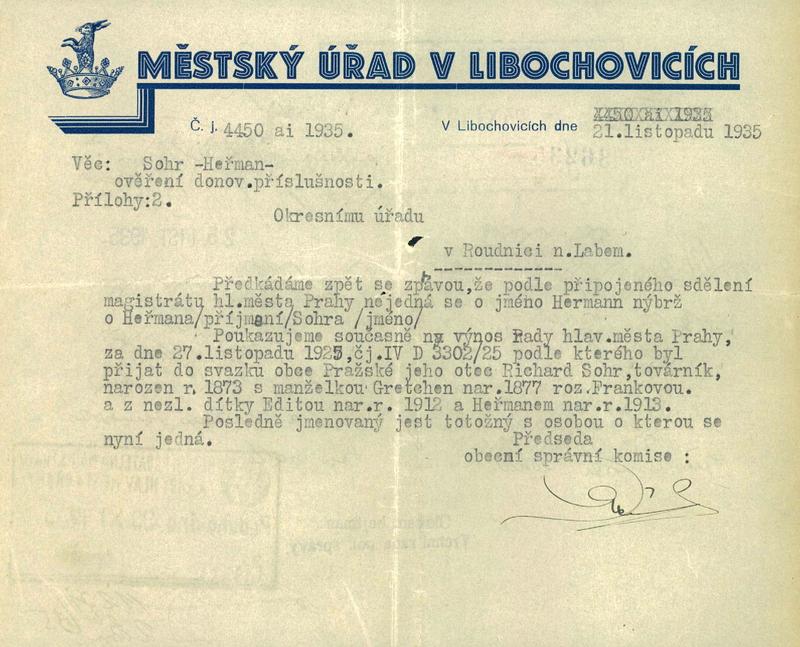 MĚSTSKÝ ÚŘAD V LIBOCHOVICÍCH
Č. j. 4450 ai 1935.
V Libochovicích dne 4450 ai 1935
21.listopadu 1935
Věc: Sohr -Heřman-
ověření donov.příslušnosti.
Přílohy:2.
Okresnímu úřadu
v Roudnici n.Labem.
Předkádáme zpět se zprávou,že podle připojeného sdělení
magistrátu hl.města Prahy nejedná se o jméno Hermann nýbrž
o Heřmana/příjmení/Sohra /jméno/
Poukazujeme současně na výnos Rady hlav.města Prahy,
za dne 27.listopadu 1925,čj.IV D 3302/25 podle kterého byl
přijat do svazku obce Pražské jeho otec Richard Sohr,továrník,
narozen r.1873 s manželkou Gretchen nar.1877 roz.Frankovou.
a z nezl. dítky Editou nar.r. 1912 a Heřmanem nar.r.1913.
Posledně jmenovaný jest totožný s osobou o kterou se
nyní jedná.
Předseda
obecní správní komise :